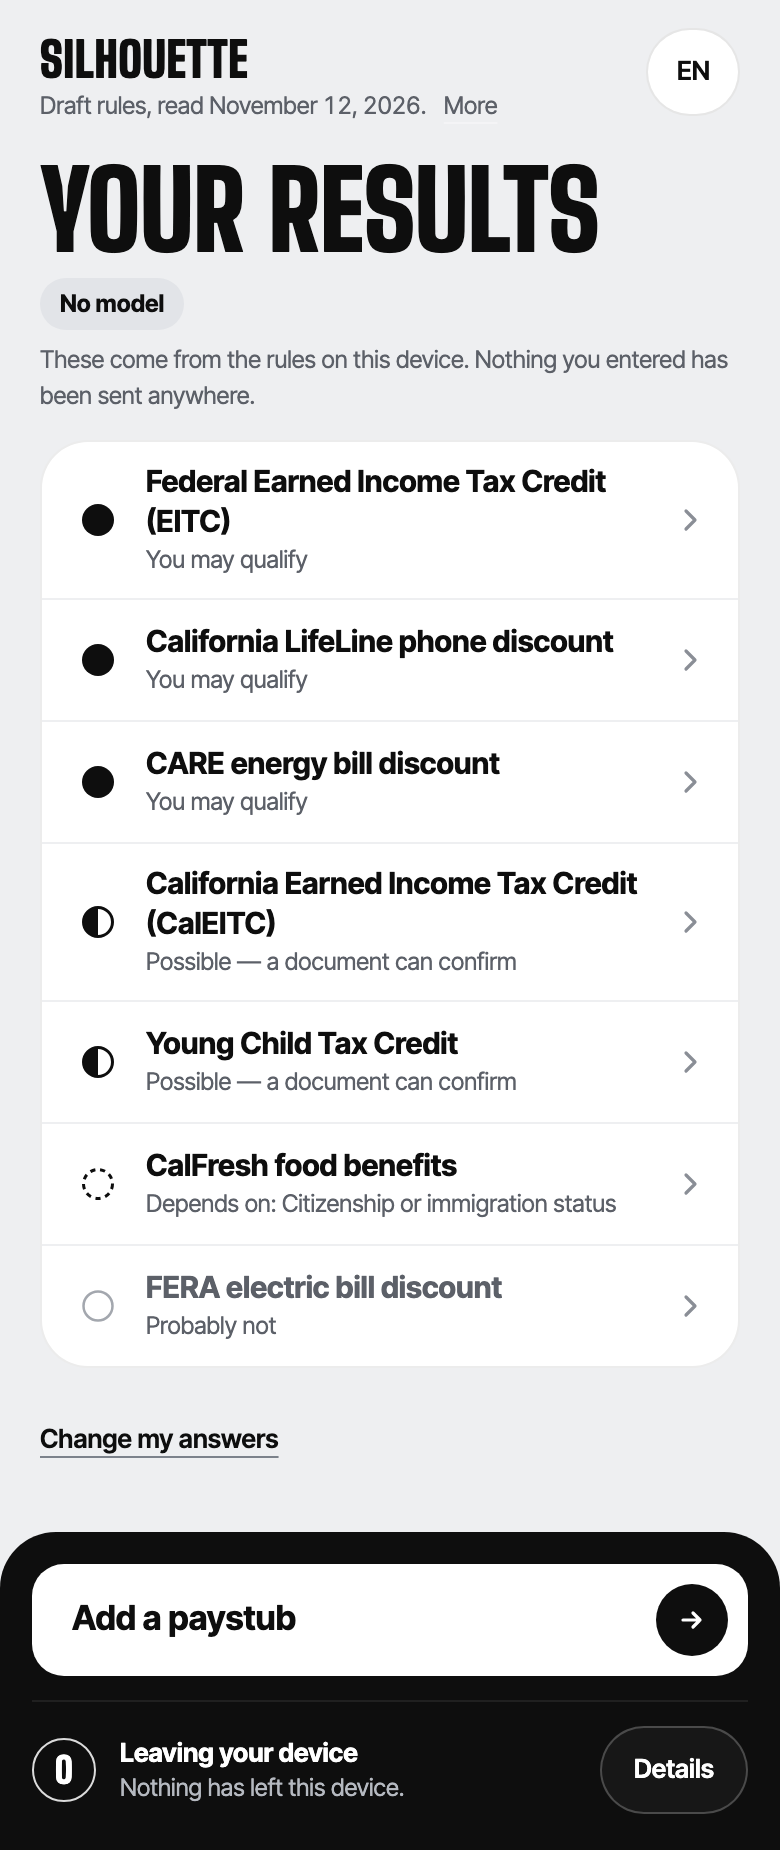 SILHOUETTE
EN
Draft rules, read November 12, 2026. More
YOUR RESULTS
No model
These come from the rules on this device. Nothing you entered has
been sent anywhere.
Federal Earned Income Tax Credit
(EITC)
You may qualify
California LifeLine phone discount
You may qualify
CARE energy bill discount
You may qualify
California Earned Income Tax Credit
(CalEITC)
Possible — a document can confirm
Young Child Tax Credit
Possible — a document can confirm
CalFresh food benefits
Depends on: Citizenship or immigration status
FERA electric bill discount
Probably not
Change my answers
Add a paystub
0
Leaving your device
Nothing has left this device.
Details